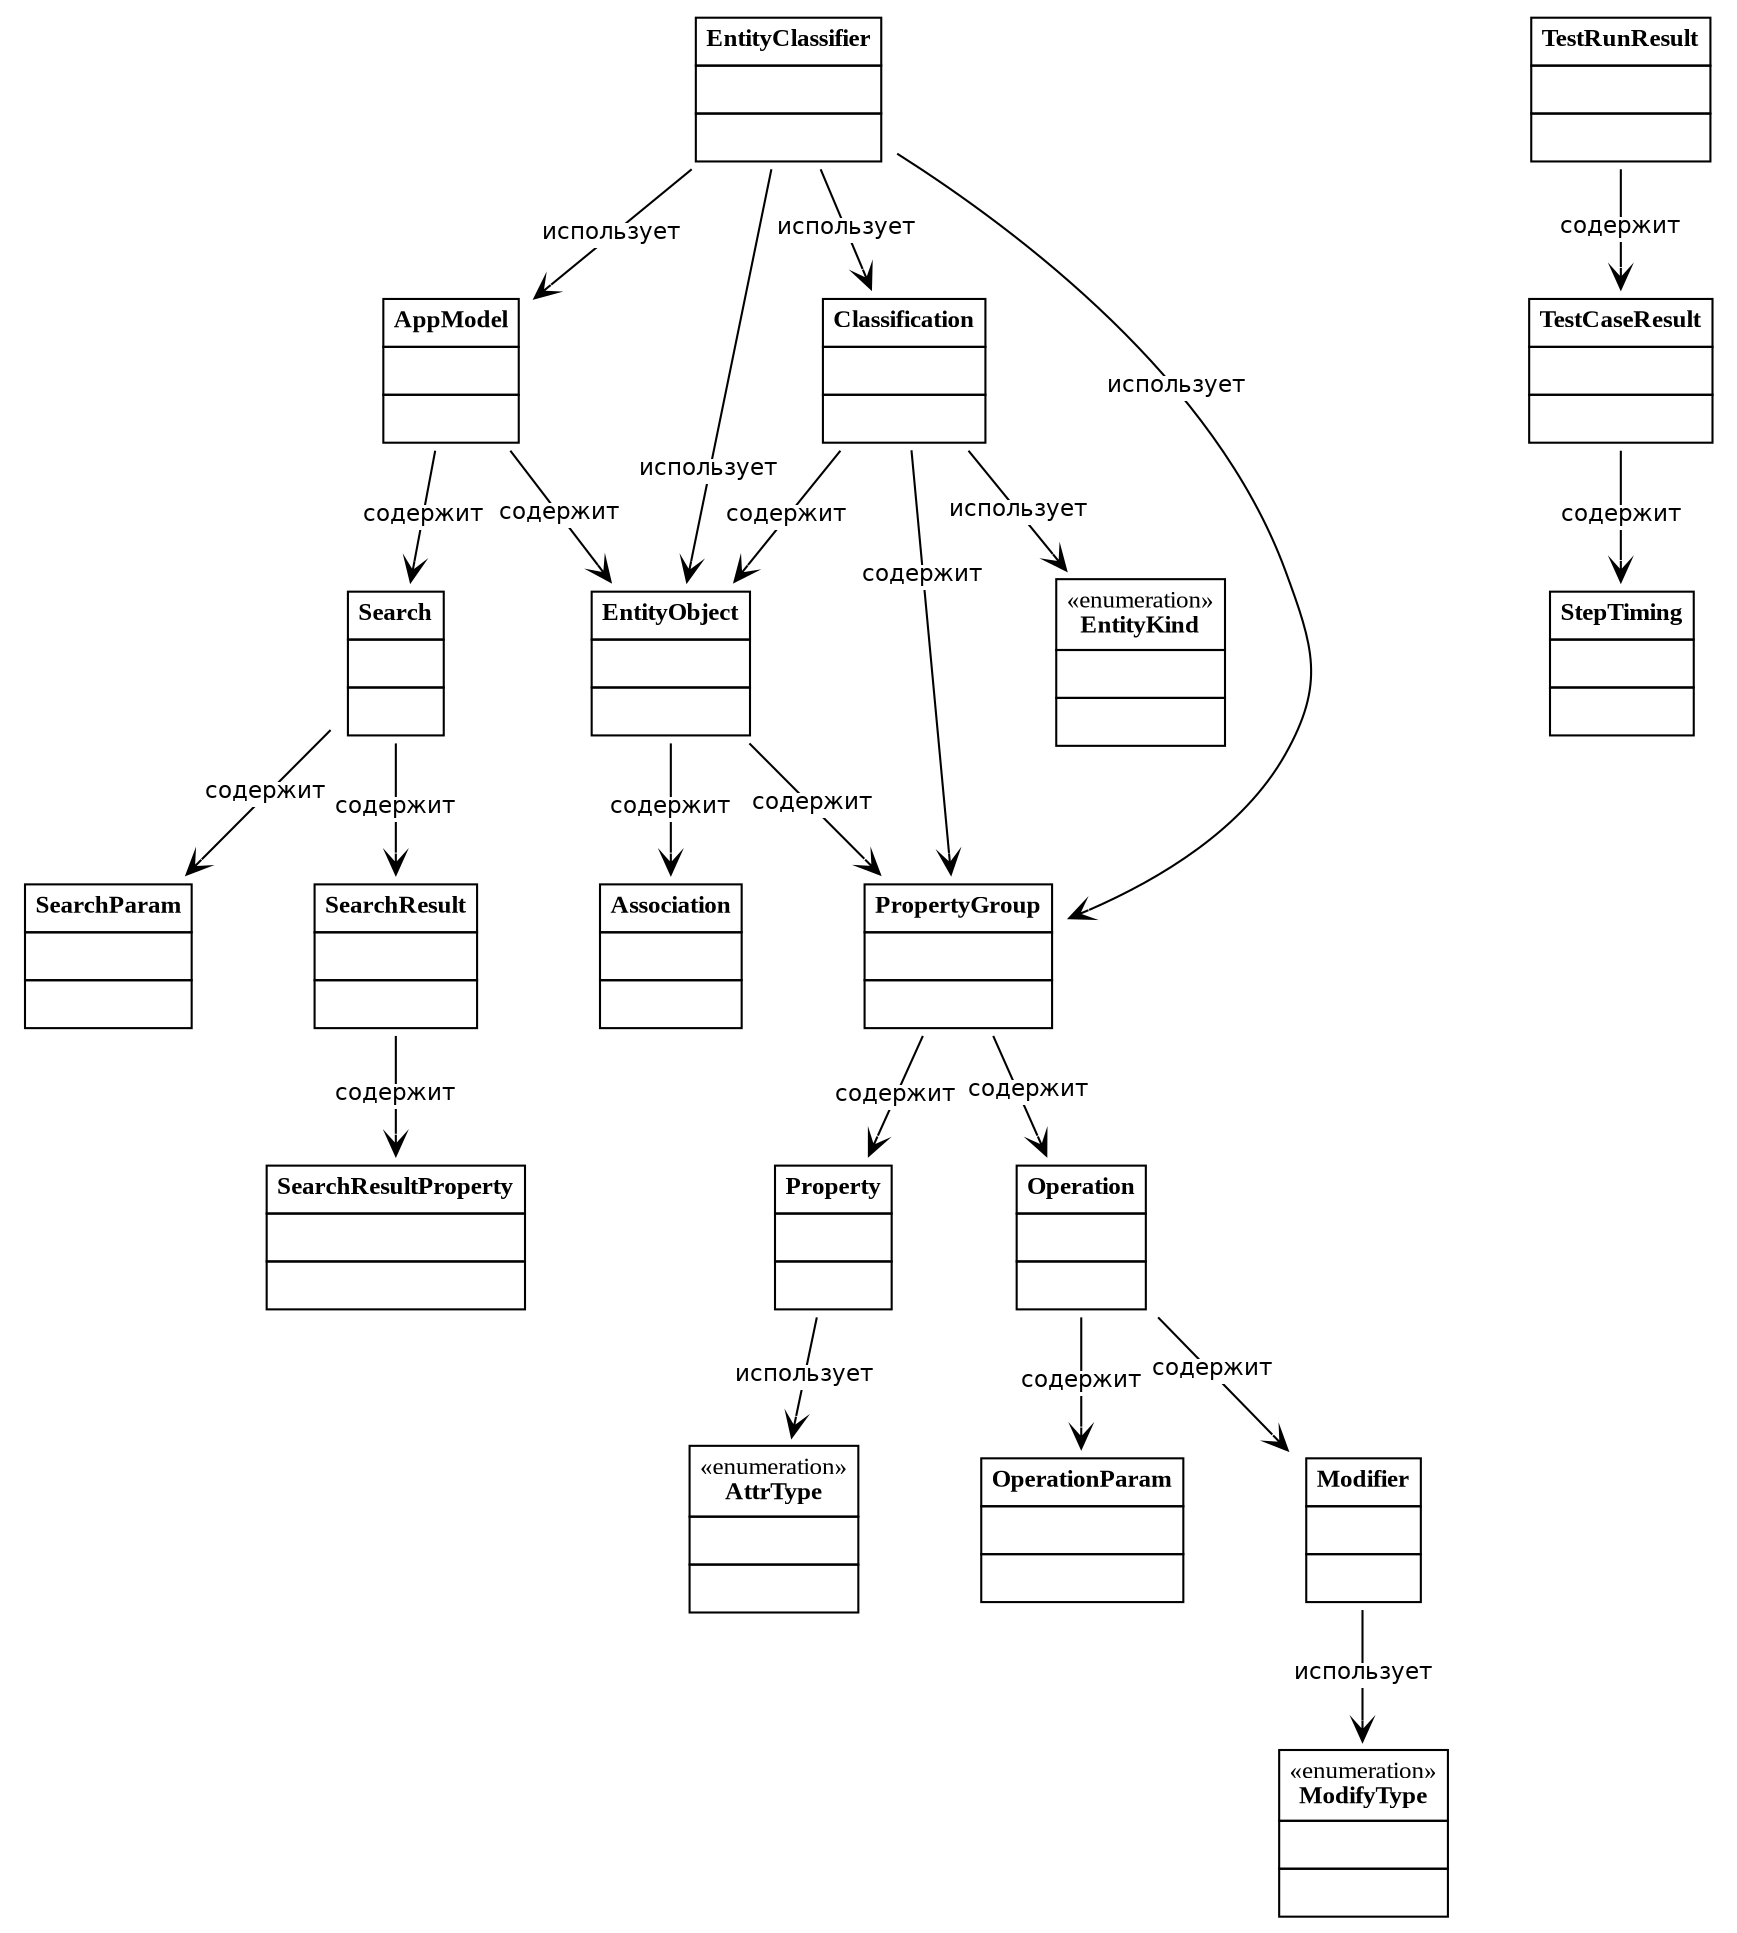 EntityClassifier
TestRunResult
использует
использует
содержит
AppModel
Classification
TestCaseResult
использует
использует
содержит
содержит
содержит
использует
содержит
содержит
Search
EntityObject
«enumeration»
EntityKind
StepTiming
содержит
содержит
содержит
содержит
SearchParam
SearchResult
Association
PropertyGroup
содержит
содержит
содержит
SearchResultProperty
Property
Operation
использует
содержит
содержит
«enumeration»
AttrType
OperationParam
Modifier
использует
«enumeration»
ModifyType